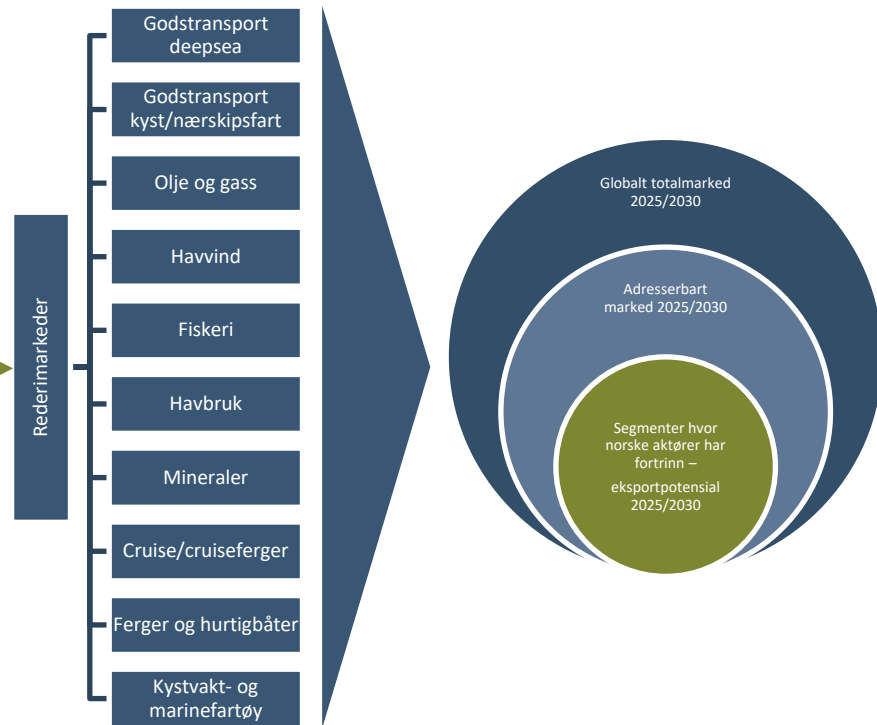 Rederimarkeder
Godstransport
deepsea
Godstransport
kyst/nærskipsfart
Olje og gass
Havvind
Fiskeri
Havbruk
Mineraler
Cruise/cruiseferger
Ferger og hurtigbåter
Kystvakt- og
marinefartøy
Globalt totalmarked
2025/2030
Adresserbart
marked 2025/2030
Segmenter hvor
norske aktører har
fortrinn –
eksportpotensial
2025/2030